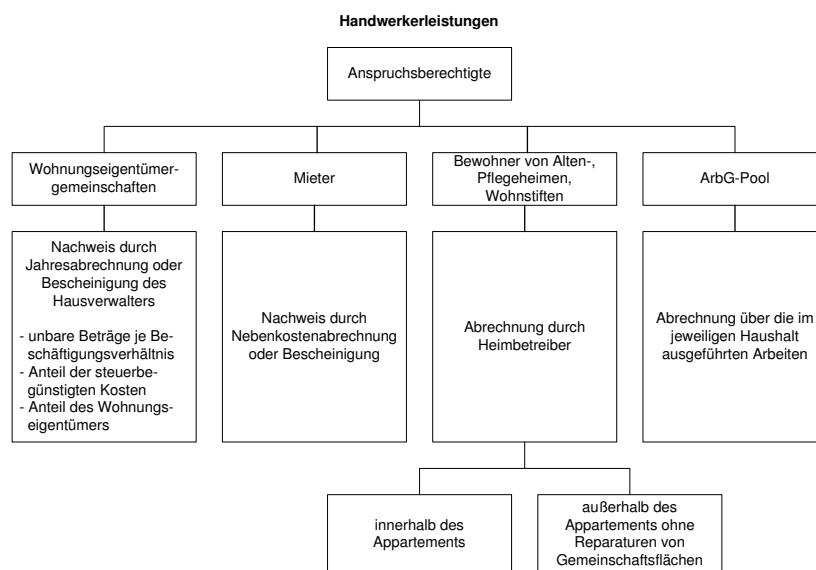 Handwerkerleistungen
Anspruchsberechtigte
Wohnungseigentümer-
gemeinschaften
Mieter
Bewohner von Alten-,
Pflegeheimen,
Wohnstiften
ArbG-Pool
Nachweis durch
Jahresabrechnung oder
Bescheinigung des
Hausverwalters
- unbare Beträge je Be-
schäftigungsverhältnis
- Anteil der steuerbe-
günstigten Kosten
- Anteil des Wohnungs-
eigentümers
Nachweis durch
Nebenkostenabrechnung
oder Bescheinigung
Abrechnung durch
Heimbetreiber
Abrechnung über die im
jeweiligen Haushalt
ausgeführten Arbeiten
innerhalb des
Appartements
außerhalb des
Appartements ohne
Reparaturen von
Gemeinschaftsflächen